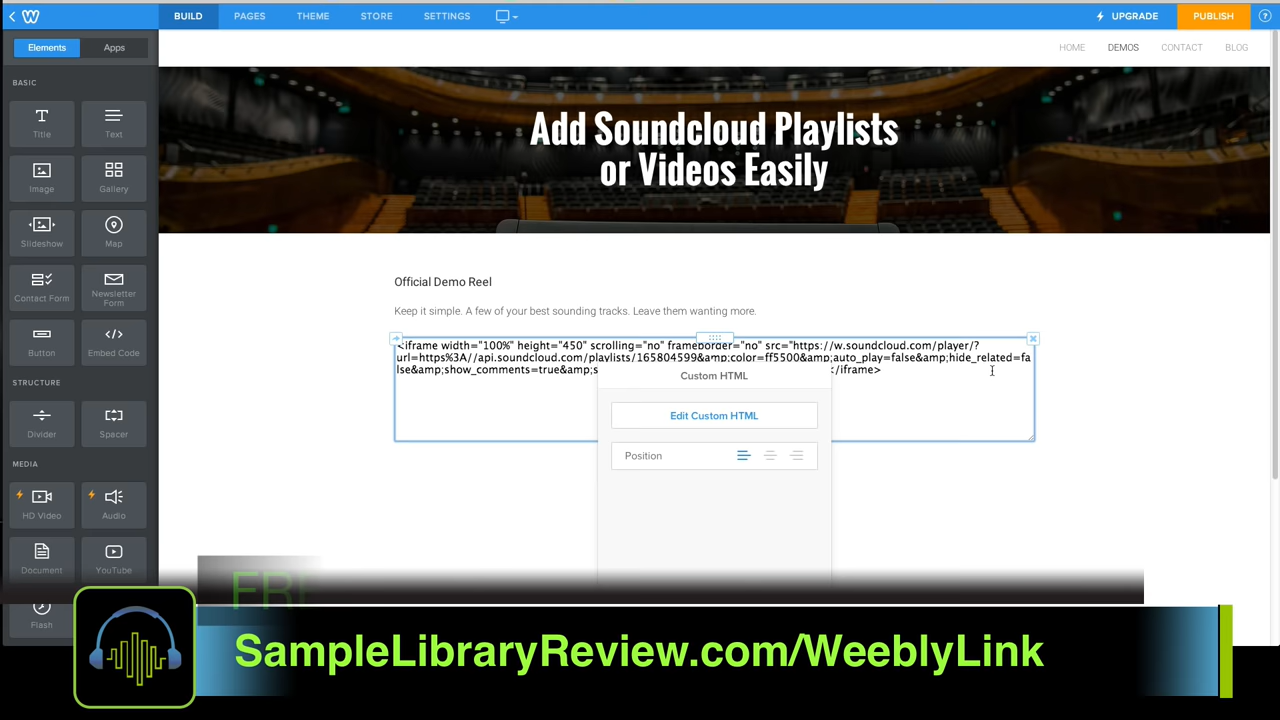 BUILD PAGES THEME STORE SETTINGS UPGRADE PUBLISH ?
Elements Apps
HOME DEMOS CONTACT BLOG
BASIC
Title Text
Image Gallery
Slideshow Map
Contact Form Newsletter Form
Button Embed Code
STRUCTURE
Divider Spacer
MEDIA
HD Video Audio
Document YouTube
Flash
Add Soundcloud Playlists
or Videos Easily
Official Demo Reel
Keep it simple. A few of your best sounding tracks. Leave them wanting more.
<iframe width="100%" height="450" scrolling="no" frameborder="no" src="https://w.soundcloud.com/player/?
url=https%3A//api.soundcloud.com/playlists/165804599&amp;color=ff5500&amp;auto_play=false&amp;hide_related=fa
lse&amp;show_comments=true&amp;s </iframe>
Custom HTML
Edit Custom HTML
Position
FRE
SampleLibraryReview.com/WeeblyLink